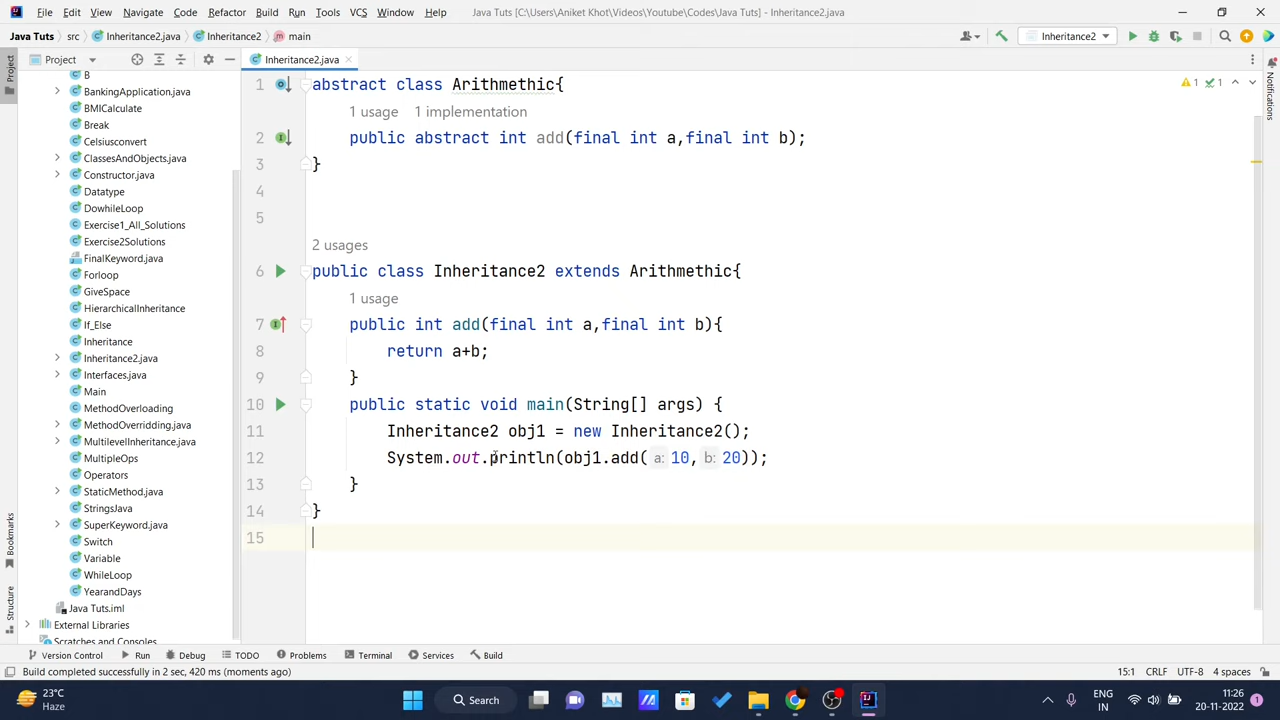 File Edit View Navigate Code Refactor Build Run Tools VCS Window Help Java Tuts [C:\Users\Aniket Khot\Videos\Youtube\Codes\Java Tuts] - Inheritance2.java
Java Tuts src Inheritance2.java Inheritance2 main Inheritance2
Project Inheritance2.java
B
BankingApplication.java
BMICalculate
Break
Celsiusconvert
ClassesAndObjects.java
Constructor.java
Datatype
DowhileLoop
Exercise1_All_Solutions
Exercise2Solutions
FinalKeyword.java
Forloop
GiveSpace
HierarchicalInheritance
If_Else
Inheritance
Inheritance2.java
Interfaces.java
Main
MethodOverloading
MethodOverridding.java
MultilevelInheritance.java
MultipleOps
Operators
StaticMethod.java
StringsJava
SuperKeyword.java
Switch
Variable
WhileLoop
YearandDays
Java Tuts.iml
External Libraries
Scratches and Consoles
Project
Bookmarks
Structure
1 abstract class Arithmethic{
1 usage 1 implementation
2 public abstract int add(final int a,final int b);
3 }
4
5
2 usages
6 public class Inheritance2 extends Arithmethic{
1 usage
7 public int add(final int a,final int b){
8 return a+b;
9 }
10 public static void main(String[] args) {
11 Inheritance2 obj1 = new Inheritance2();
12 System.out.println(obj1.add( a: 10, b: 20));
13 }
14 }
15
1 1
Notifications
Version Control Run Debug TODO Problems Terminal Services Build
Build completed successfully in 2 sec, 420 ms (moments ago) 15:1 CRLF UTF-8 4 spaces
23°C
Haze
Search
ENG
IN
11:26
20-11-2022
1